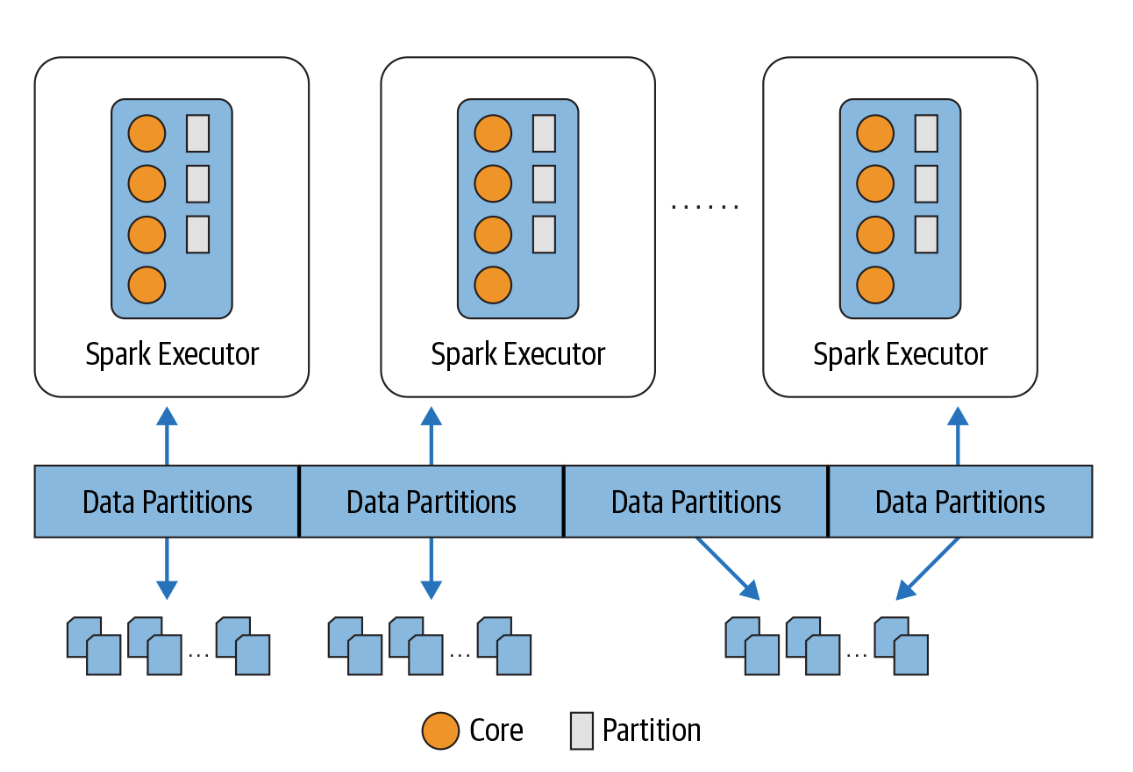 ......
Spark Executor
Spark Executor
Spark Executor
Data Partitions
Data Partitions
Data Partitions
Data Partitions
...
...
...
Core
Partition